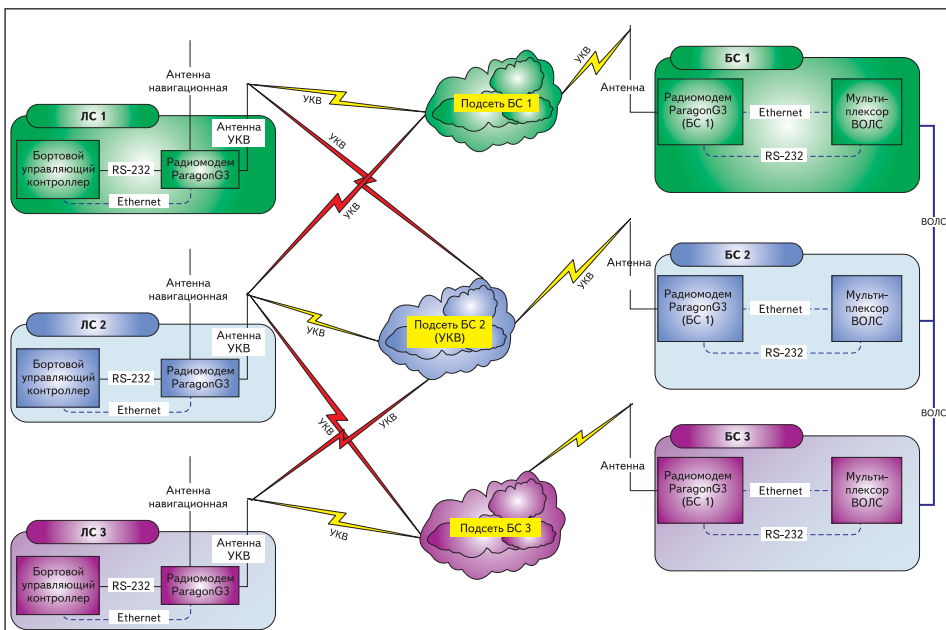 ЛС 1
Антенна
навигационная
Антенна
УКВ
Бортовой
управляющий
контроллер
RS-232
Радиомодем
ParagonG3
Ethernet
ЛС 2
Антенна
навигационная
Антенна
УКВ
Бортовой
управляющий
контроллер
RS-232
Радиомодем
ParagonG3
Ethernet
ЛС 3
Антенна
навигационная
Антенна
УКВ
Бортовой
управляющий
контроллер
RS-232
Радиомодем
ParagonG3
Ethernet
УКВ
УКВ
УКВ
УКВ
УКВ
УКВ
УКВ
Подсеть БС 1
УКВ
Подсеть БС 2
(УКВ)
УКВ
Подсеть БС 3
БС 1
Антенна
Радиомодем
ParagonG3
(БС 1)
Ethernet
RS-232
Мульти-
плексор
ВОЛС
ВОЛС
БС 2
Антенна
Радиомодем
ParagonG3
(БС 1)
Ethernet
RS-232
Мульти-
плексор
ВОЛС
ВОЛС
БС 3
Антенна
Радиомодем
ParagonG3
(БС 1)
Ethernet
RS-232
Мульти-
плексор
ВОЛС